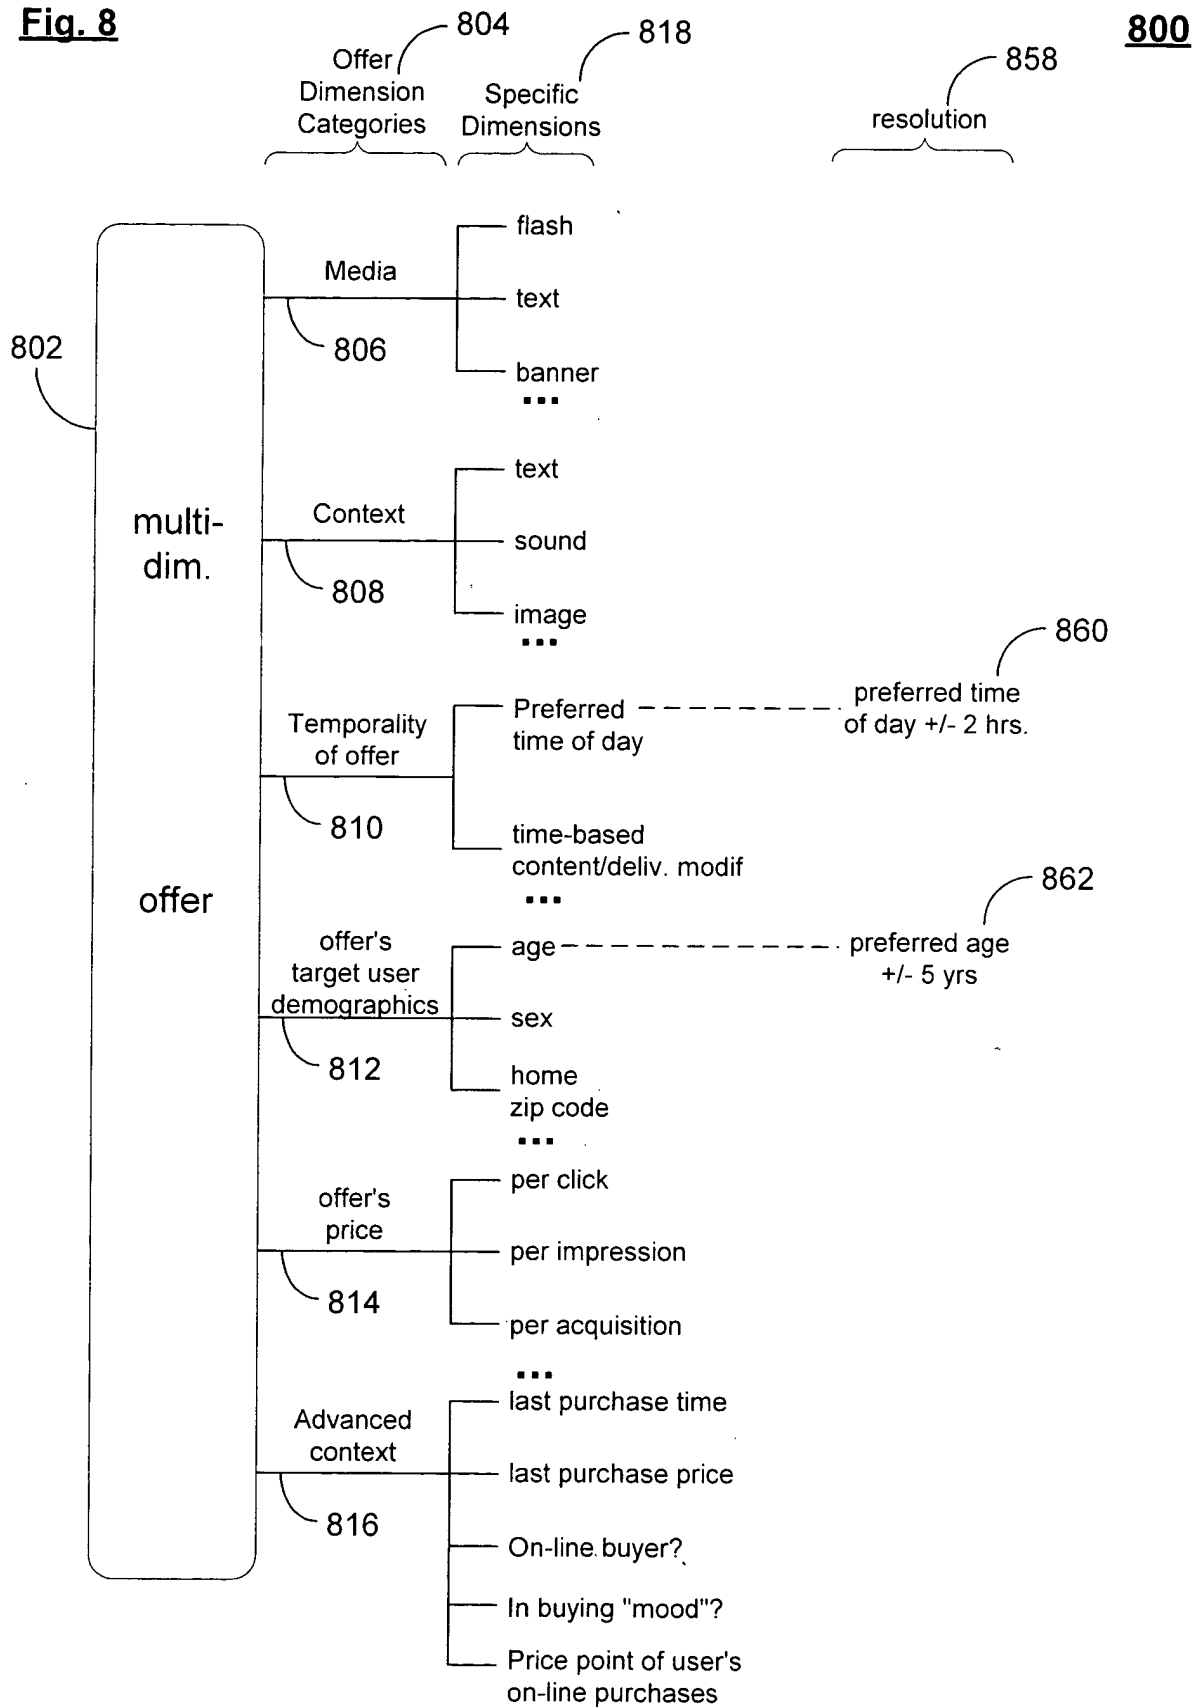 Fig. 8
800
804
818
858
Offer
Dimension
Categories
Specific
Dimensions
resolution
802
multi-
dim.
offer
Media
806
flash
text
banner
...
Context
808
text
sound
image
...
860
Temporality
of offer
810
Preferred
time of day
preferred time
of day +/- 2 hrs.
time-based
content/deliv. modif
...
862
offer's
target user
demographics
812
age
preferred age
+/- 5 yrs
sex
home
zip code
...
offer's
price
814
per click
per impression
per acquisition
...
Advanced
context
816
last purchase time
last purchase price
On-line buyer?
In buying "mood"?
Price point of user's
on-line purchases